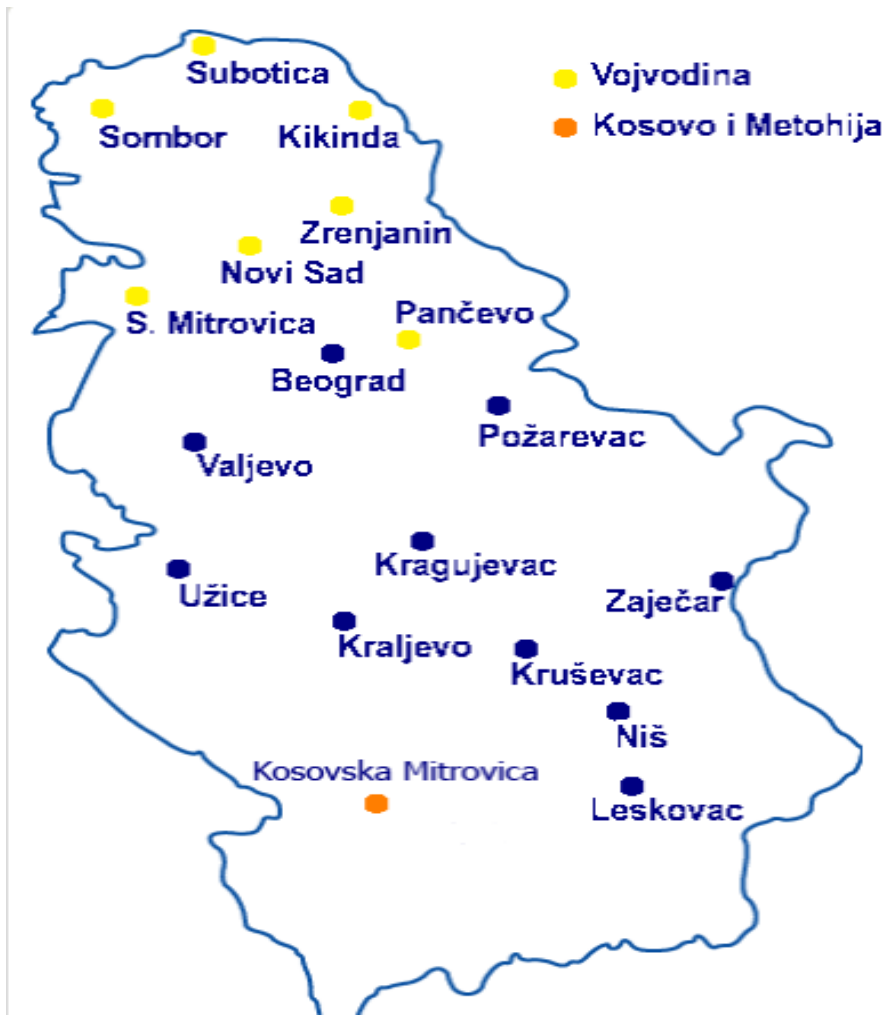 Subotica
Vojvodina
Sombor
Kikinda
Kosovo i Metohija
Zrenjanin
Novi Sad
S. Mitrovica
Pančevo
Beograd
Požarevac
Valjevo
Kragujevac
Užice
Zaječar
Kraljevo
Kruševac
Niš
Kosovska Mitrovica
Leskovac